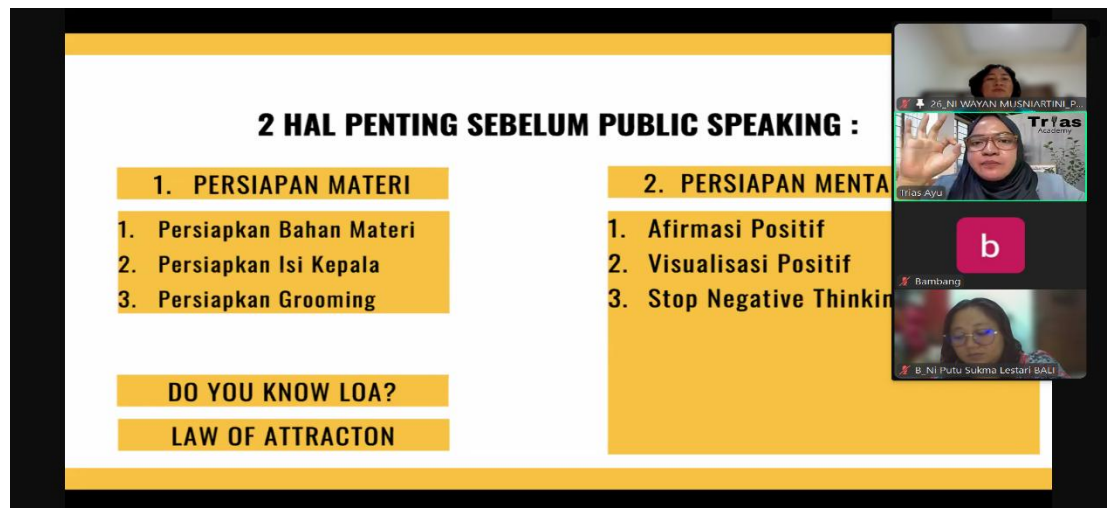 2 HAL PENTING SEBELUM PUBLIC SPEAKING :
1. PERSIAPAN MATERI
1. Persiapkan Bahan Materi
2. Persiapkan Isi Kepala
3. Persiapkan Grooming
DO YOU KNOW LOA?
LAW OF ATTRACTON
2. PERSIAPAN MENTA
1. Afirmasi Positif
2. Visualisasi Positif
3. Stop Negative Thinkin
26_NI WAYAN MUSNIARTINI_P...
Trias
Academy
Trias Ayu
b
Bambang
B_Ni Putu Sukma Lestari BALI